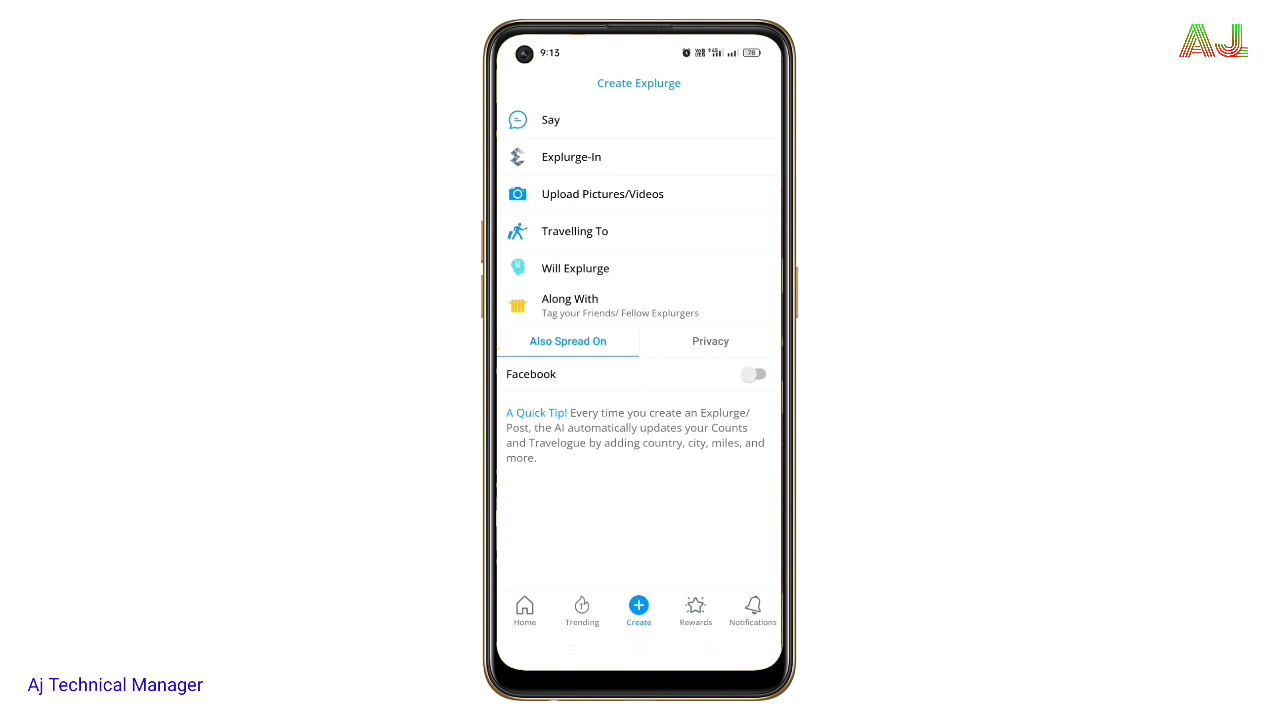 AJ
9:13
78
Create Explurge
Say
Explurge-In
Upload Pictures/Videos
Travelling To
Will Explurge
Along With
Tag your Friends/ Fellow Explurgers
Also Spread On
Privacy
Facebook
A Quick Tip! Every time you create an Explurge/
Post, the AI automatically updates your Counts
and Travelogue by adding country, city, miles, and
more.
Home
Trending
Create
Rewards
Notifications
Aj Technical Manager